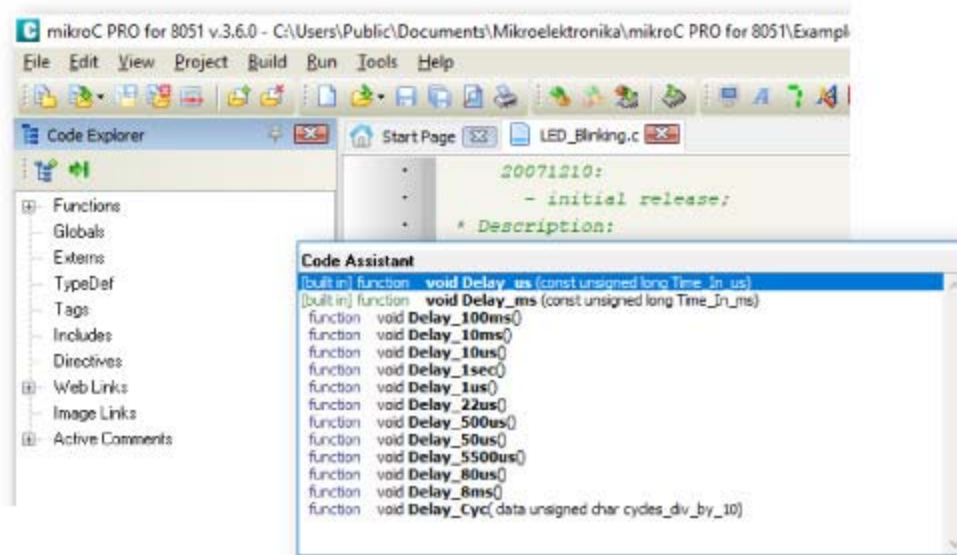 mikroC PRO for 8051 v.3.6.0 - C:\Users\Public\Documents\Mikroelektronika\mikroC PRO for 8051\Exampl
File Edit View Project Build Run Tools Help
Code Explorer
Start Page LED_Blinking.c
20071210:
- initial release;
* Description:
Functions
Globals
Externs
TypeDef
Tags
Includes
Directives
Web Links
Image Links
Active Comments
Code Assistant
[built in] function void Delay_us (const unsigned long Time_In_us)
[built in] function void Delay_ms (const unsigned long Time_In_ms)
function void Delay_100ms()
function void Delay_10ms()
function void Delay_10us()
function void Delay_1sec()
function void Delay_1us()
function void Delay_22us()
function void Delay_500us()
function void Delay_50us()
function void Delay_5500us()
function void Delay_80us()
function void Delay_8ms()
function void Delay_Cyc( data unsigned char cycles_div_by_10)